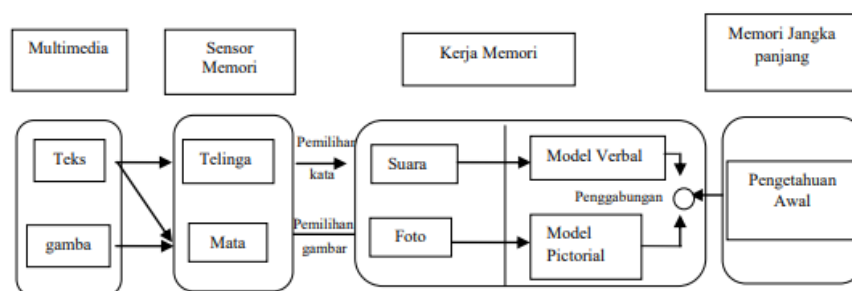 Multimedia
Sensor
Memori
Kerja Memori
Memori Jangka
panjang
Teks
gamba
Telinga
Mata
Pemilihan
kata
Pemilihan
gambar
Suara
Foto
Model Verbal
Penggabungan
Model
Pictorial
Pengetahuan
Awal